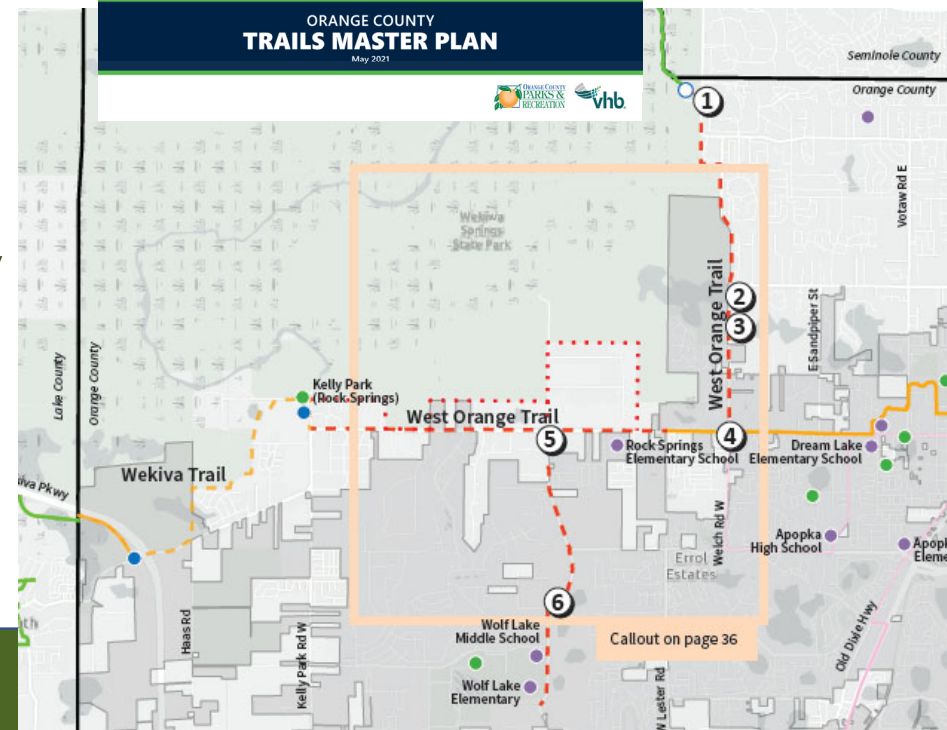 ORANGE COUNTY
TRAILS MASTER PLAN
May 2021
ORANGE COUNTY
PARKS &
RECREATION
vhb
Seminole County
Orange County
1
Votaw Rd E
Wekiwa
Springs
State Park
West Orange Trail
2
3
E Sandpiper St
Lake County
Orange County
Kelly Park
(Rock Springs)
West Orange Trail
5
4
Rock Springs
Elementary School
Dream Lake
Elementary School
Wekiva Trail
iva Pkwy
Welch Rd W
Apopka
High School
Apopk
Eleme
Errol
Estates
6
Haas Rd
Kelly Park Rd W
Wolf Lake
Middle School
Wolf Lake
Elementary
Callout on page 36
W Lester Rd
Old Dixie Hwy